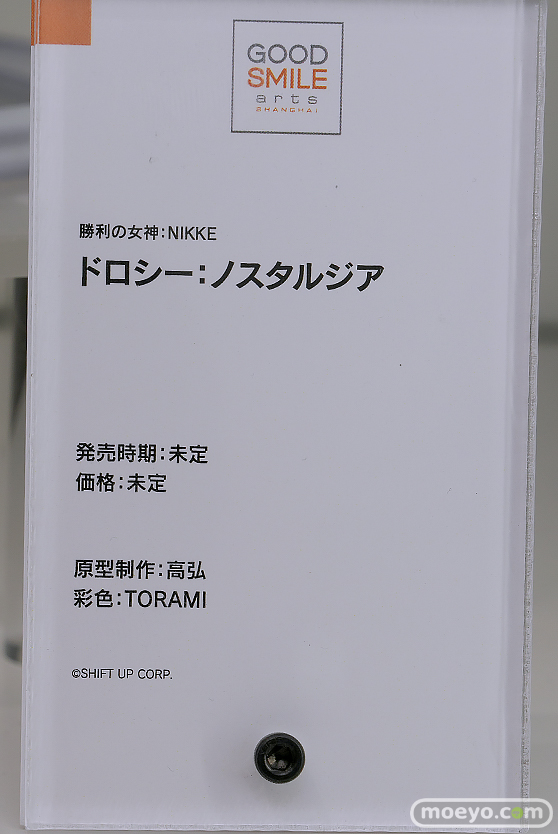 GOOD
SMILE
arts
SHANGHAI
勝利の女神：NIKKE
ドロシー：ノスタルジア
発売時期：未定
価格：未定
原型制作：高弘
彩色：TORAMI
©SHIFT UP CORP.
moeyo.com